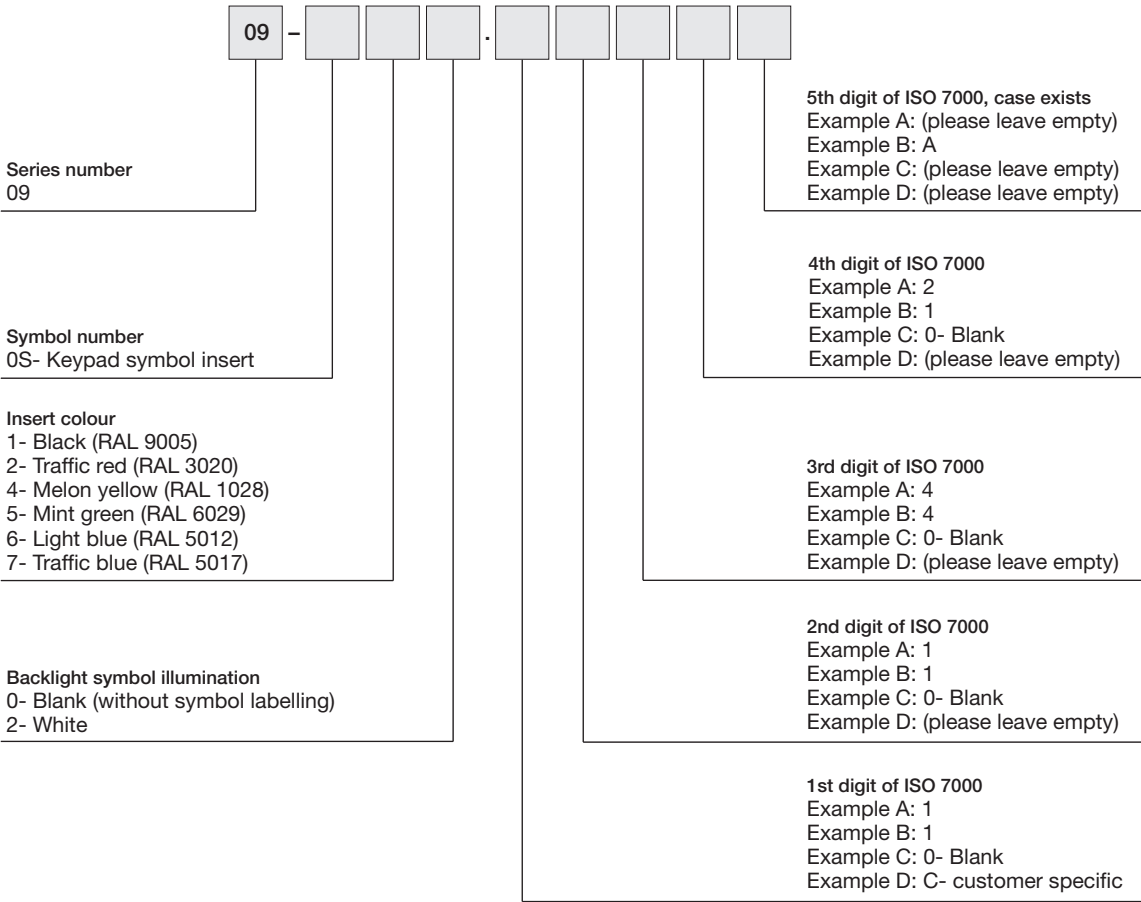 09 – .
Series number
09
Symbol number
0S- Keypad symbol insert
Insert colour
1- Black (RAL 9005)
2- Traffic red (RAL 3020)
4- Melon yellow (RAL 1028)
5- Mint green (RAL 6029)
6- Light blue (RAL 5012)
7- Traffic blue (RAL 5017)
Backlight symbol illumination
0- Blank (without symbol labelling)
2- White
5th digit of ISO 7000, case exists
Example A: (please leave empty)
Example B: A
Example C: (please leave empty)
Example D: (please leave empty)
4th digit of ISO 7000
Example A: 2
Example B: 1
Example C: 0- Blank
Example D: (please leave empty)
3rd digit of ISO 7000
Example A: 4
Example B: 4
Example C: 0- Blank
Example D: (please leave empty)
2nd digit of ISO 7000
Example A: 1
Example B: 1
Example C: 0- Blank
Example D: (please leave empty)
1st digit of ISO 7000
Example A: 1
Example B: 1
Example C: 0- Blank
Example D: C- customer specific